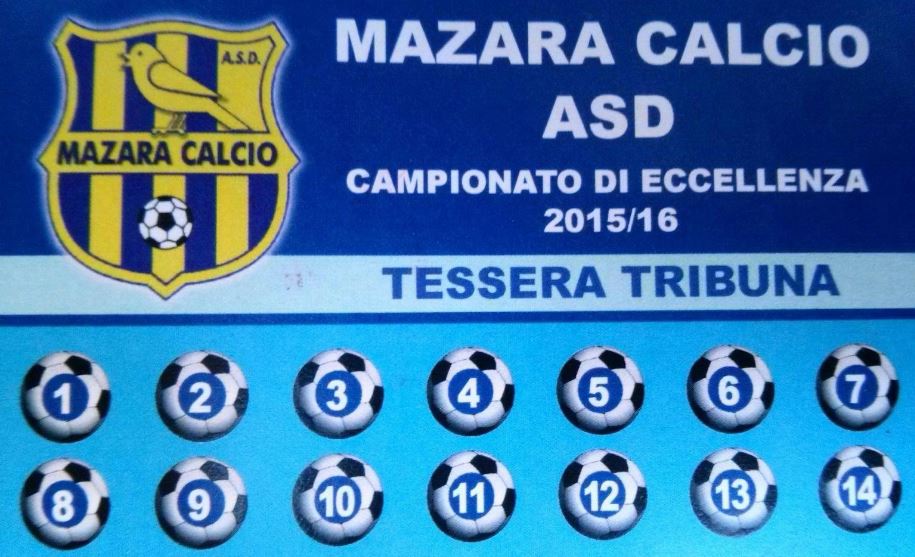 A.S.D.
MAZARA CALCIO
MAZARA CALCIO
ASD
CAMPIONATO DI ECCELLENZA
2015/16
TESSERA TRIBUNA
1 2 3 4 5 6 7
8 9 10 11 12 13 14